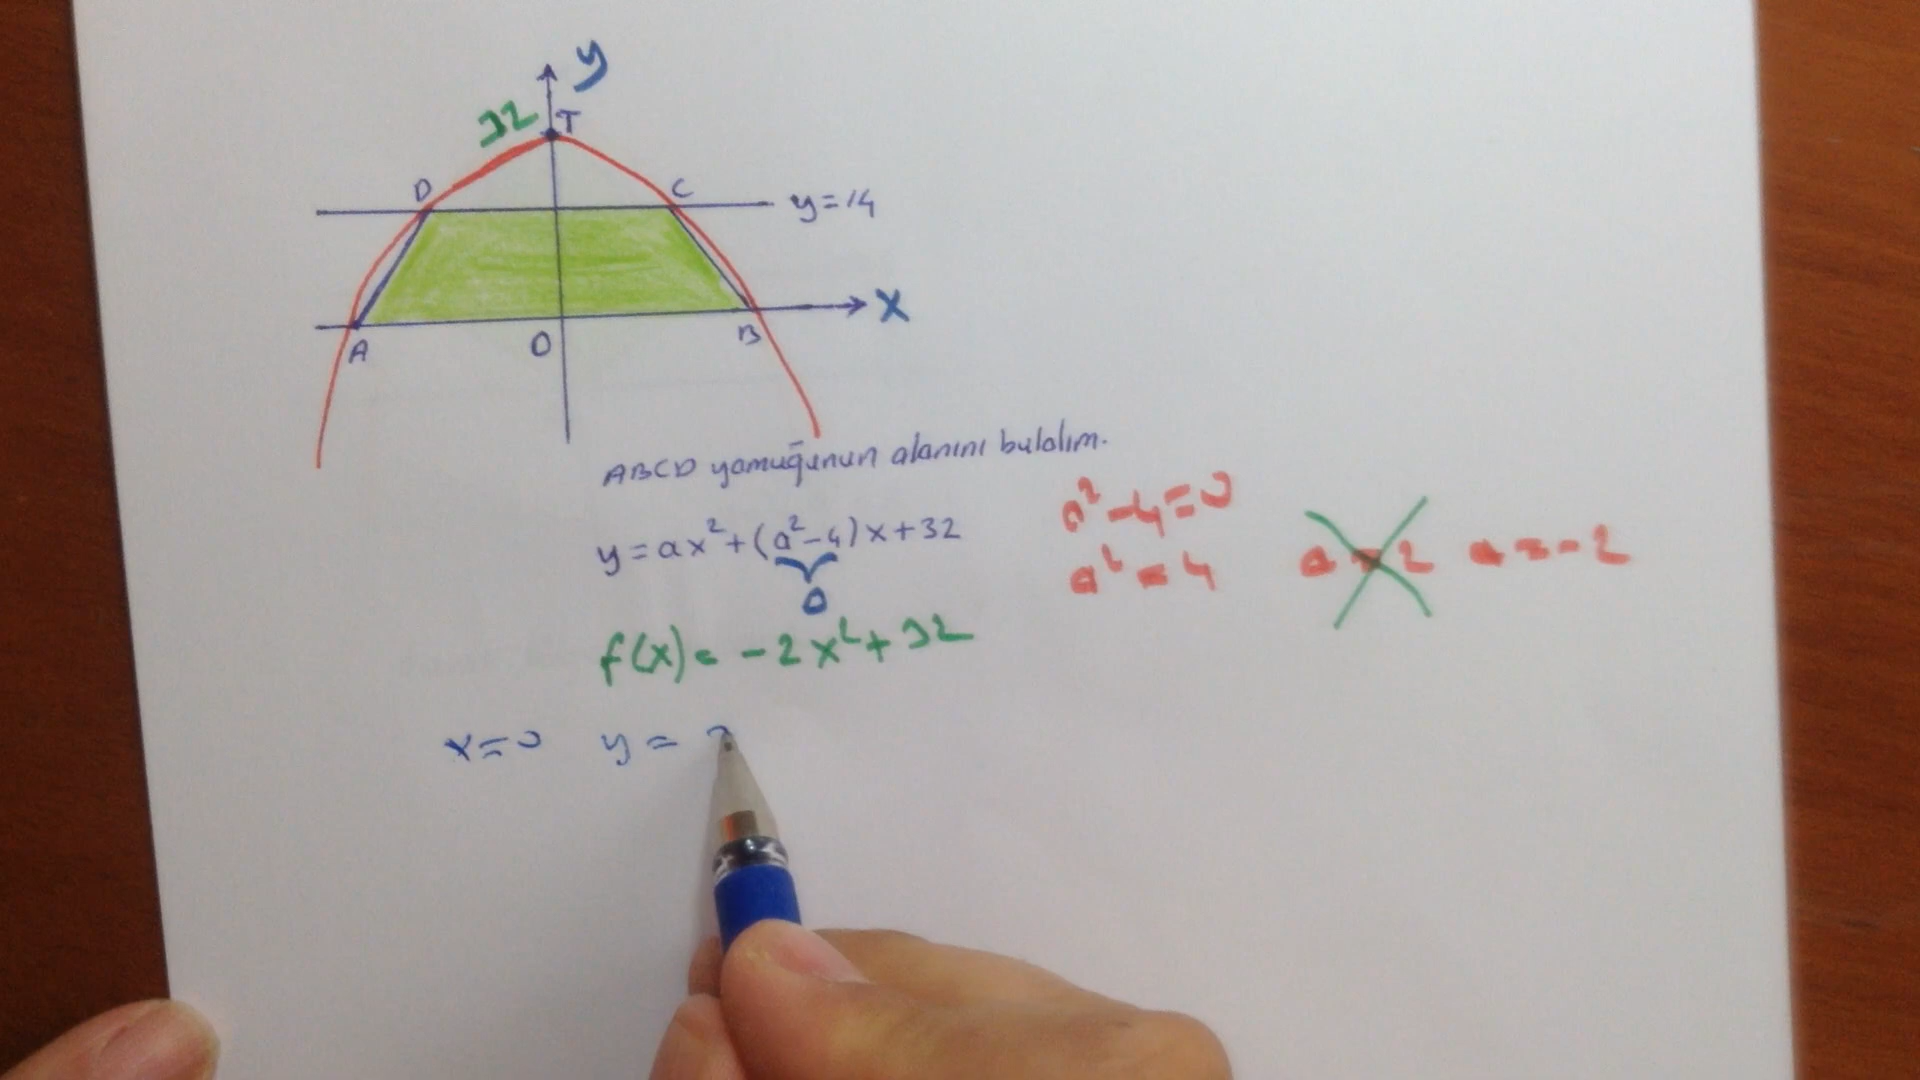 y
32 T
D C y=14
x
A O B
ABCD yamuğunun alanını bulalım.
y=ax²+(a²-4)x+32
0
a²-4=0
a²=4 a=2 a=-2
f(x)=-2x²+32
x=0 y=